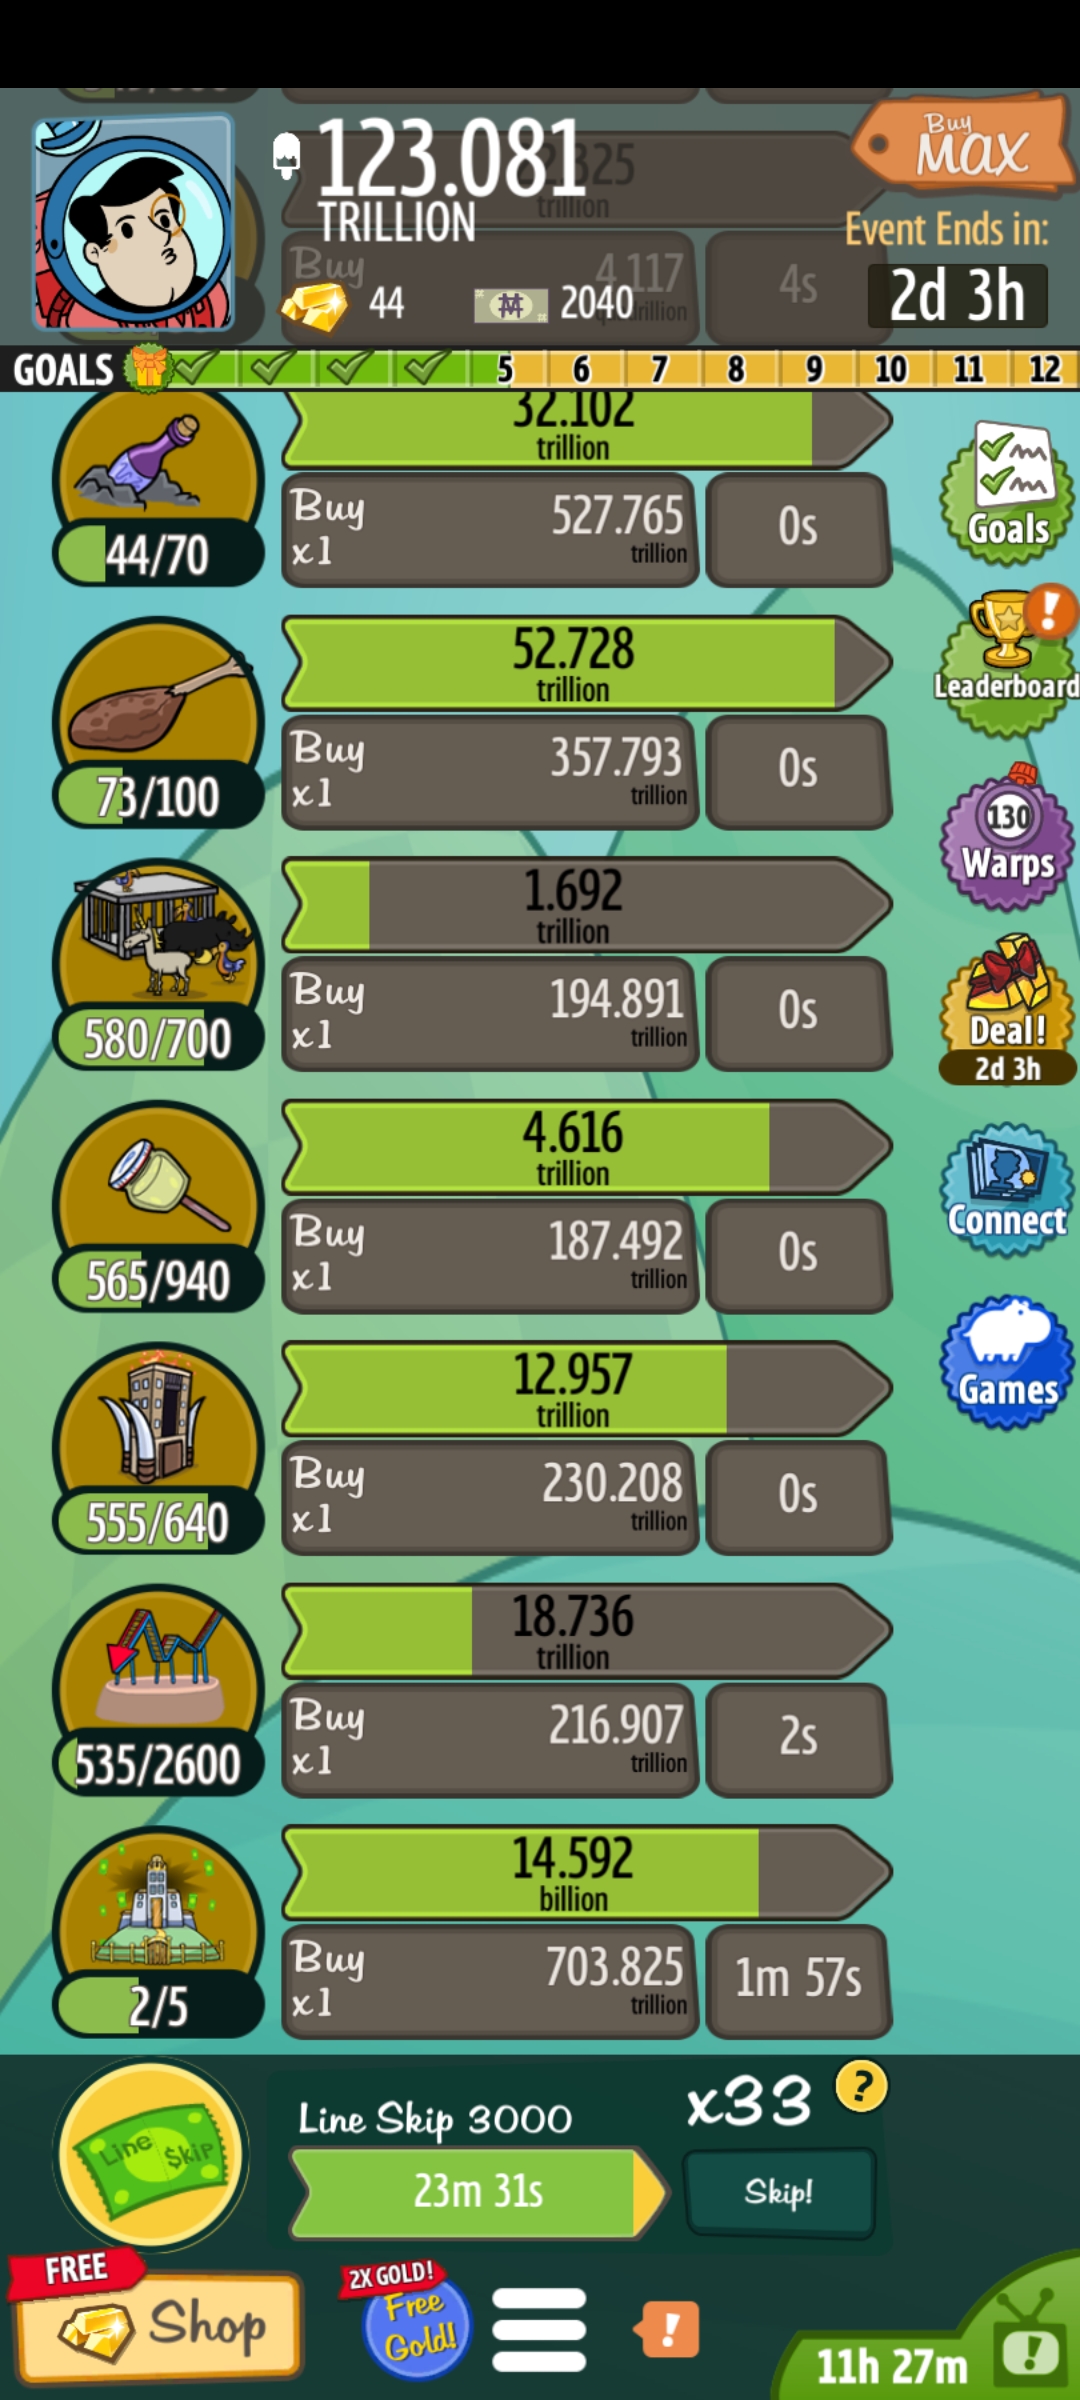 123.081
TRILLION
Buy
MAX
Event Ends in:
2d 3h
44
2040
trillion
Buy
4.117
4s
GOALS
5
6
7
8
9
10
11
12
32.102
trillion
Buy
x1
527.765
trillion
0s
44/70
Goals
52.728
trillion
Buy
x1
357.793
trillion
0s
73/100
Leaderboard
1.692
trillion
Buy
x1
194.891
trillion
0s
580/700
130
Warps
Deal!
2d 3h
4.616
trillion
Buy
x1
187.492
trillion
0s
565/940
Connect
12.957
trillion
Buy
x1
230.208
trillion
0s
555/640
Games
18.736
trillion
Buy
x1
216.907
trillion
2s
535/2600
14.592
billion
Buy
x1
703.825
trillion
1m 57s
2/5
Line $kip
Line Skip 3000
x33
?
23m 31s
Skip!
FREE
Shop
2X GOLD!
Free
Gold!
!
11h 27m
!